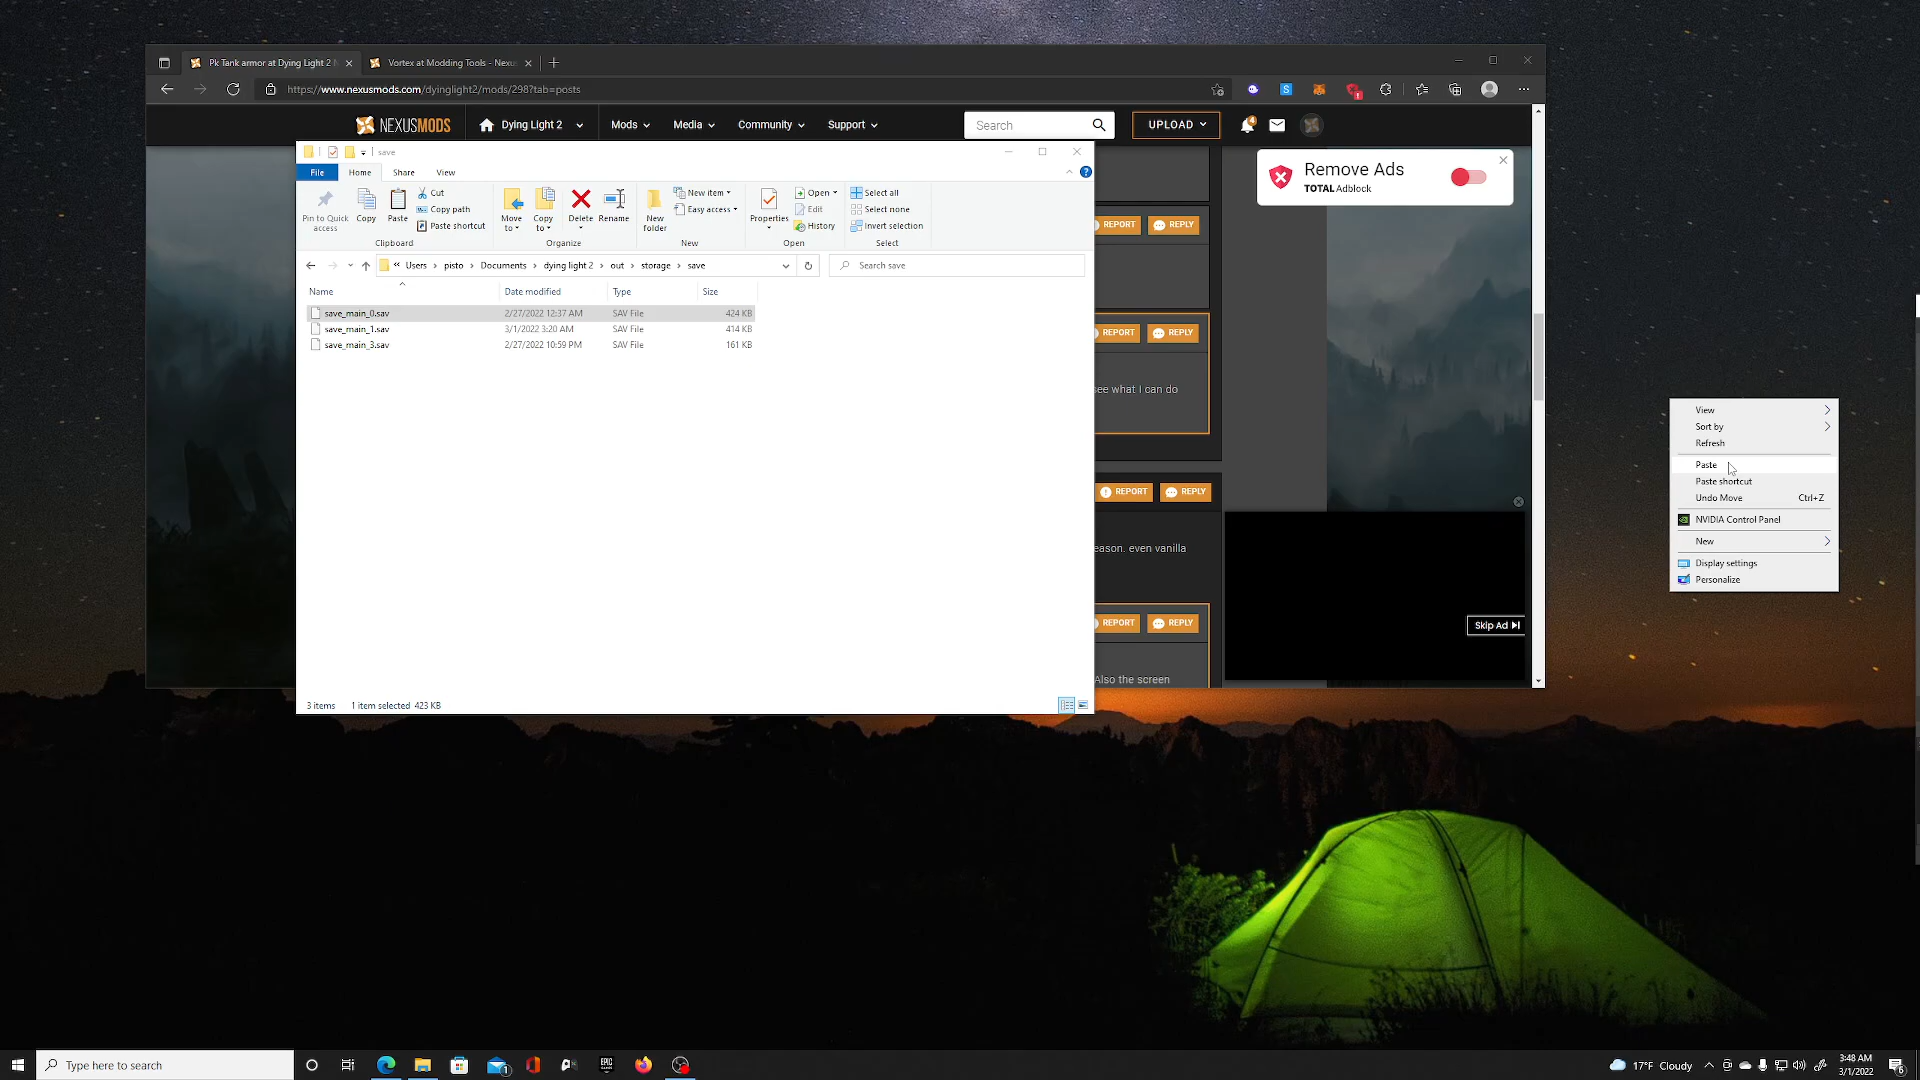 Pk Tank armor at Dying Light 2
Vortex at Modding Tools - Nexu
https://www.nexusmods.com/dyinglight2/mods/298?tab=posts
1
NEXUSMODS
Dying Light 2
Mods
Media
Community
Support
Search
UPLOAD
4
save
File
Home
Share
View
Remove Ads
TOTAL Adblock
Pin to Quick
access
Copy
Paste
Cut
Copy path
Paste shortcut
Clipboard
Move
to
Copy
to
Delete
Rename
Organize
New
folder
New item
Easy access
New
Properties
Open
Edit
History
Open
Select all
Select none
Invert selection
Select
REPORT
REPLY
« Users > pisto > Documents > dying light 2 > out > storage > save
Search save
Name
Date modified
Type
Size
save_main_0.sav 2/27/2022 12:37 AM SAV File 424 KB
save_main_1.sav 3/1/2022 3:20 AM SAV File 414 KB
save_main_3.sav 2/27/2022 10:59 PM SAV File 161 KB
REPORT
REPLY
see what I can do
REPORT
REPLY
eason. even vanilla
REPORT
REPLY
Also the screen
Skip Ad
View
Sort by
Refresh
Paste
Paste shortcut
Undo Move Ctrl+Z
NVIDIA Control Panel
New
Display settings
Personalize
3 items 1 item selected 423 KB
Type here to search
1
EPIC
GAMES
17°F Cloudy
3:48 AM
3/1/2022
6